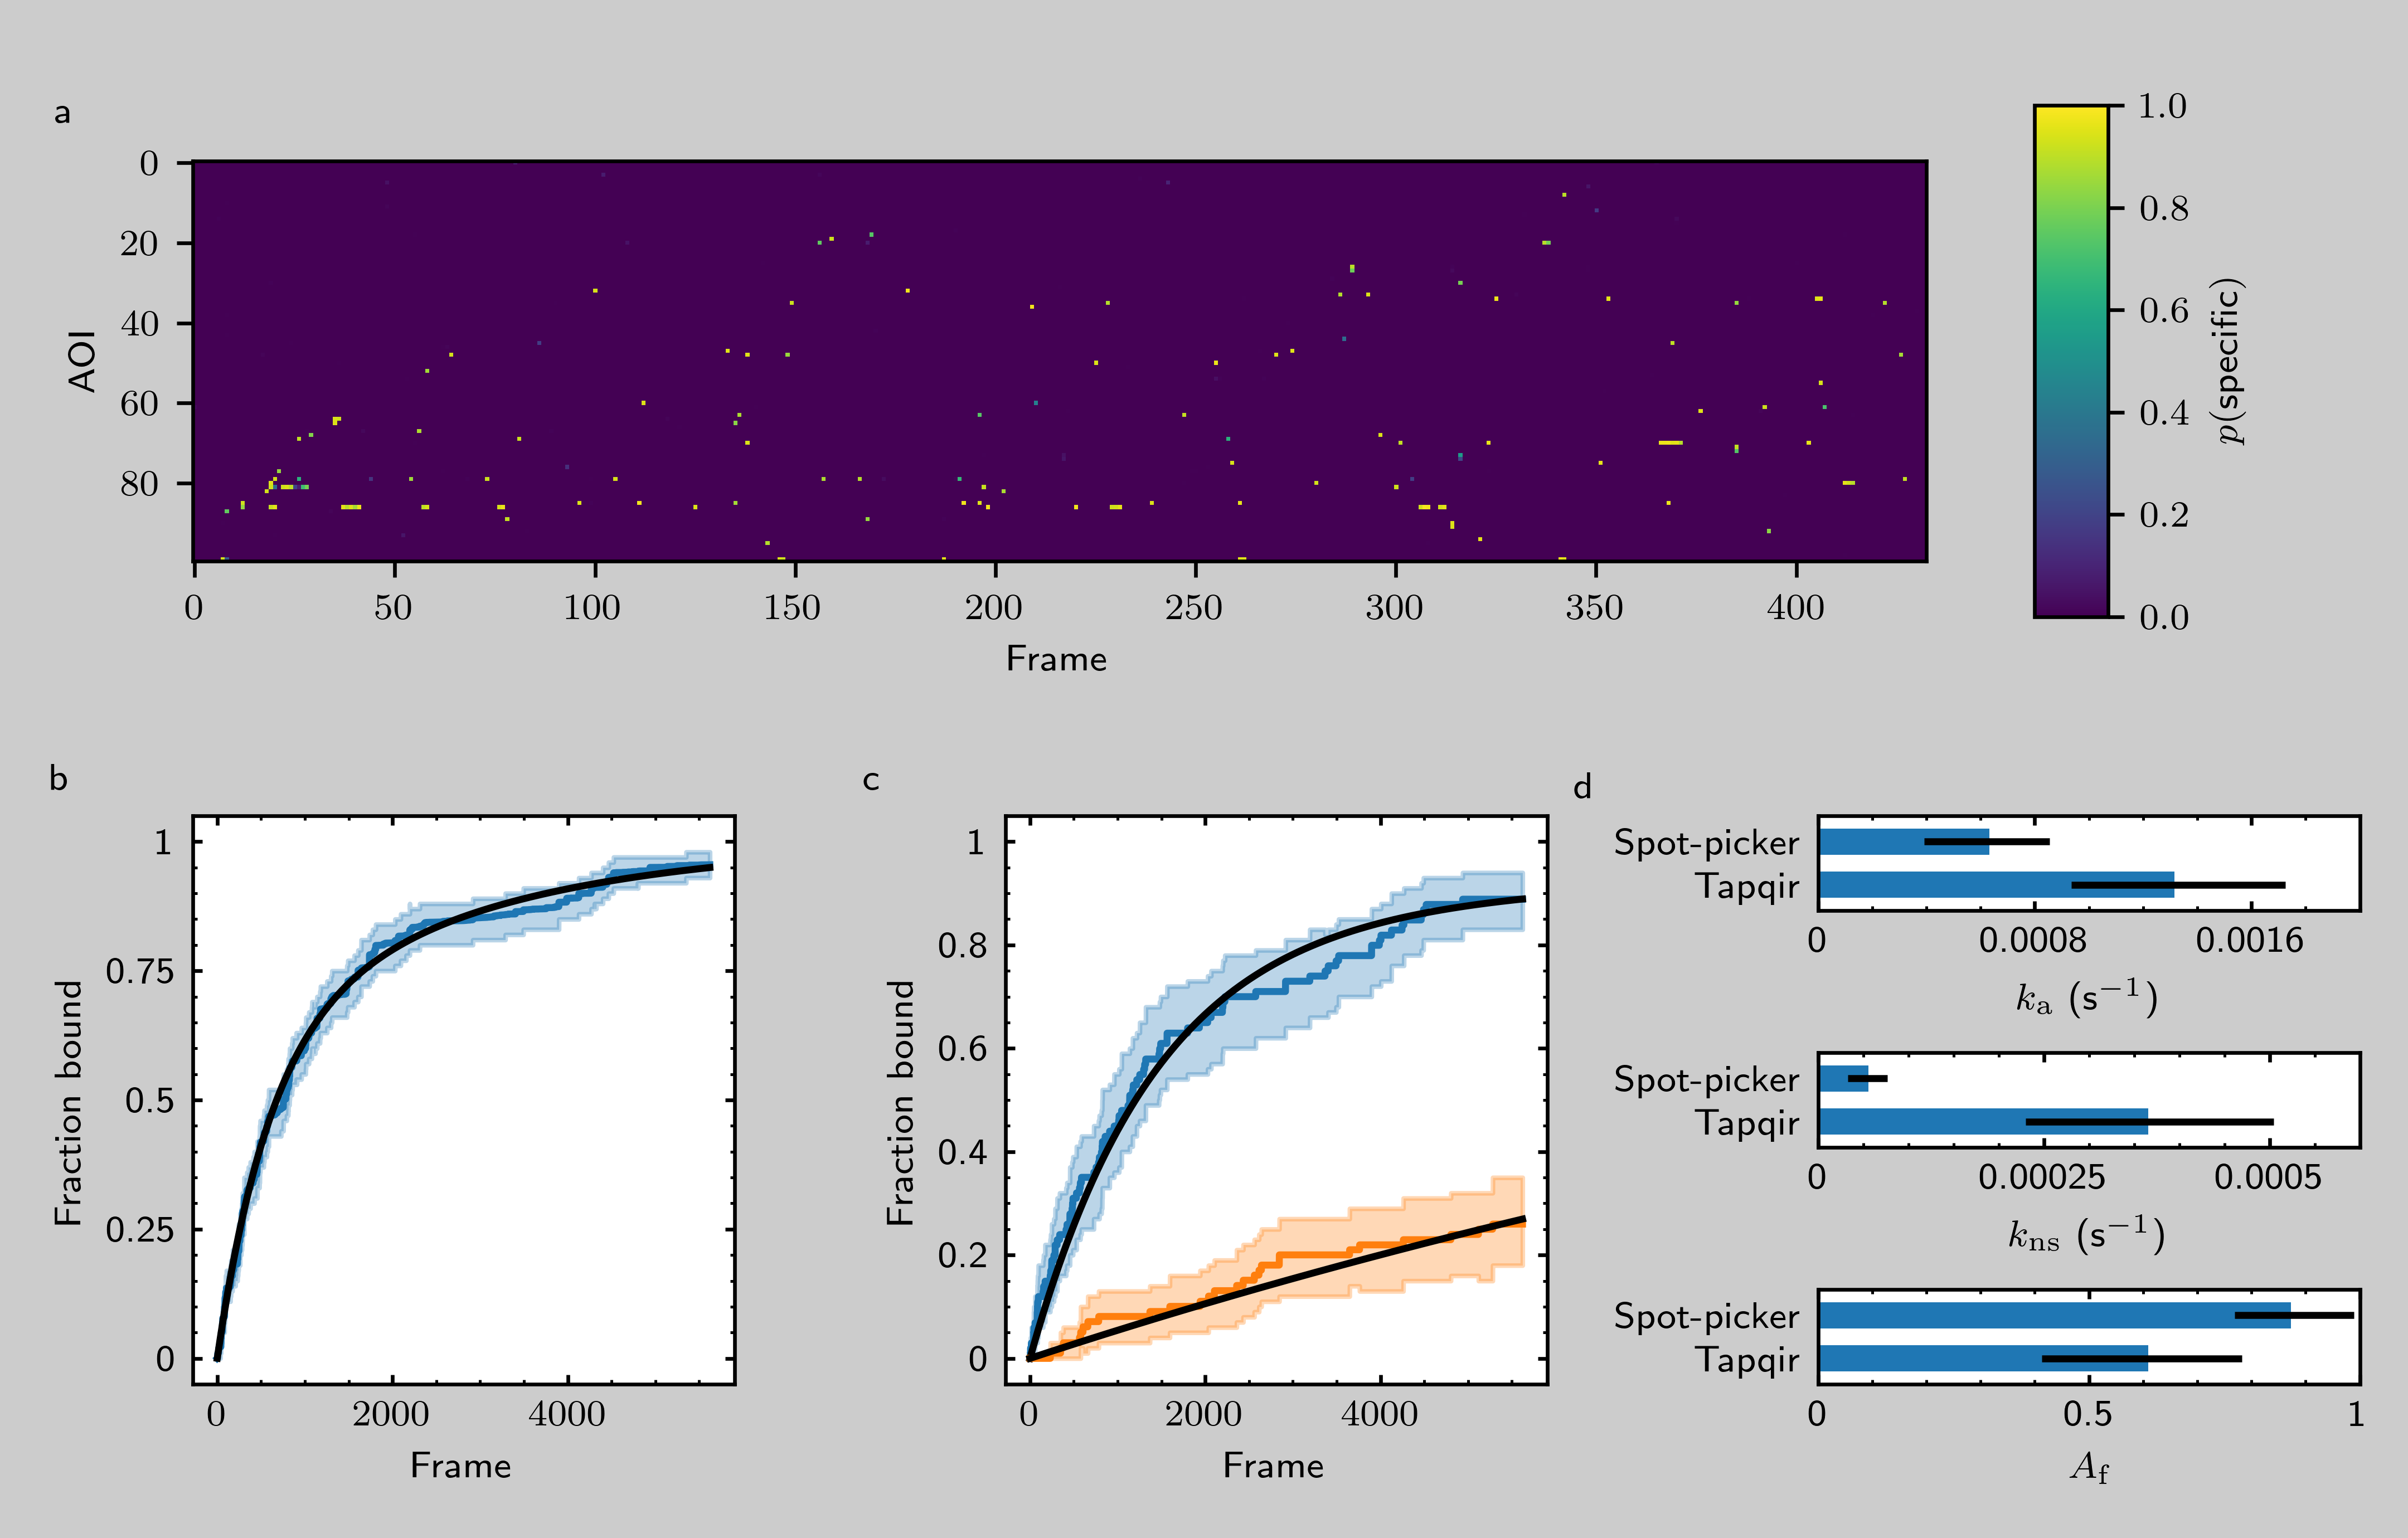 a
0
20
40
60
80
AOI
0 50 100 150 200 250 300 350 400
Frame
1.0
0.8
0.6
0.4
0.2
0.0
p(specific)
b
1
0.75
0.5
0.25
0
Fraction bound
0 2000 4000
Frame
c
1
0.8
0.6
0.4
0.2
0
Fraction bound
0 2000 4000
Frame
d
Spot-picker
Tapqir
0 0.0008 0.0016
kₐ (s⁻¹)
Spot-picker
Tapqir
0 0.00025 0.0005
kₙₛ (s⁻¹)
Spot-picker
Tapqir
0 0.5 1
A_f